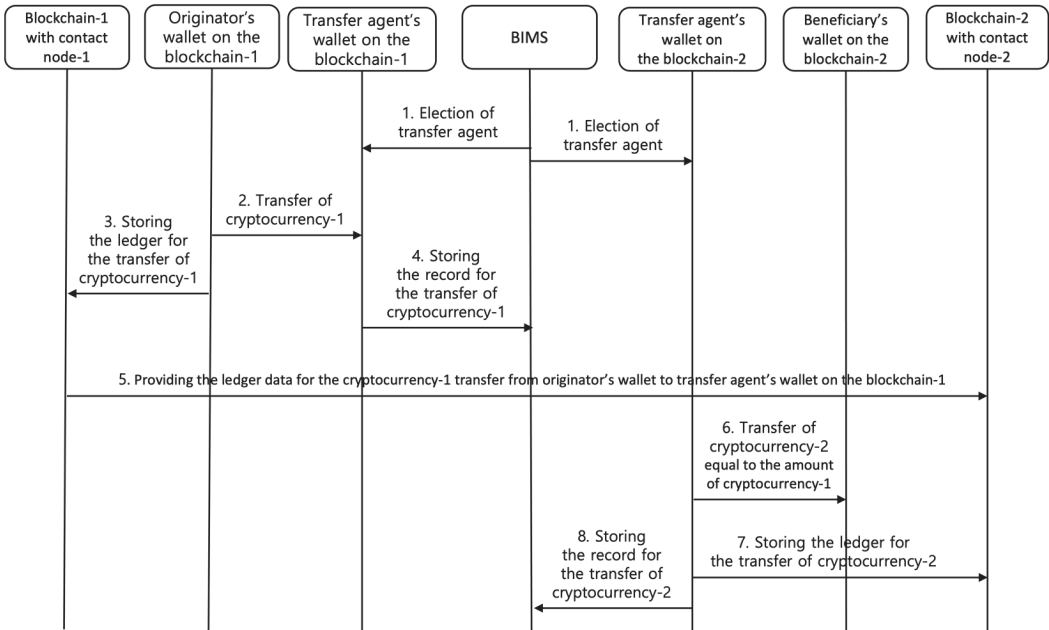 Blockchain-1
with contact
node-1
Originator's
wallet on the
blockchain-1
Transfer agent's
wallet on the
blockchain-1
BIMS
Transfer agent's
wallet on
the blockchain-2
Beneficiary's
wallet on the
blockchain-2
Blockchain-2
with contact
node-2
1. Election of
transfer agent
1. Election of
transfer agent
2. Transfer of
cryptocurrency-1
3. Storing
the ledger for
the transfer of
cryptocurrency-1
4. Storing
the record for
the transfer of
cryptocurrency-1
5. Providing the ledger data for the cryptocurrency-1 transfer from originator's wallet to transfer agent's wallet on the blockchain-1
6. Transfer of
cryptocurrency-2
equal to the amount
of cryptocurrency-1
7. Storing the ledger for
the transfer of cryptocurrency-2
8. Storing
the record for
the transfer of
cryptocurrency-2